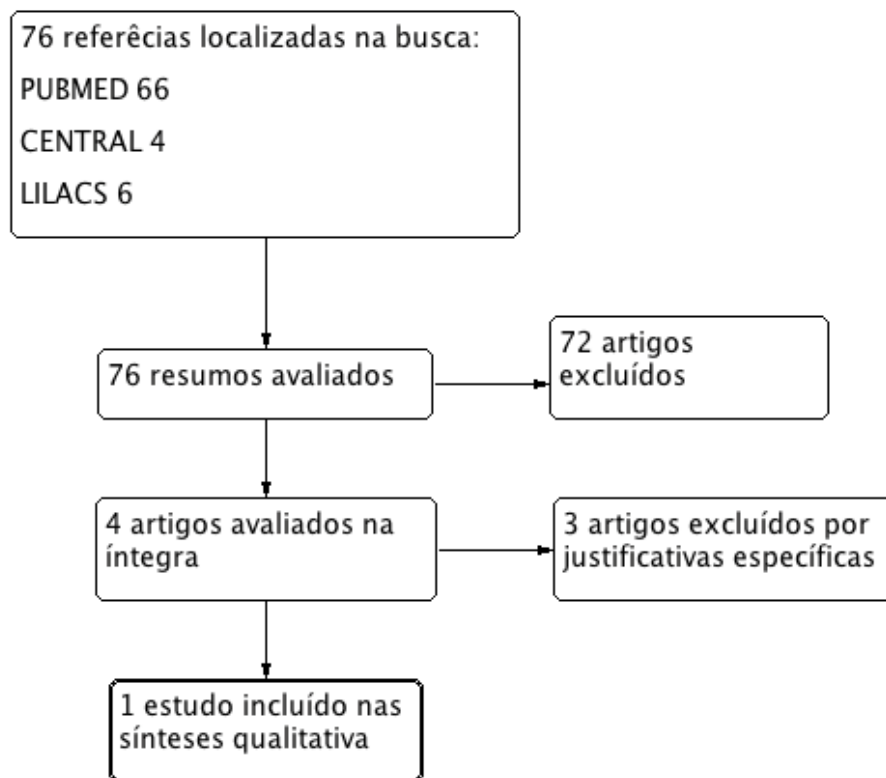 76 referêcias localizadas na busca:
PUBMED 66
CENTRAL 4
LILACS 6
76 resumos avaliados
72 artigos
excluídos
4 artigos avaliados na
íntegra
3 artigos excluídos por
justificativas específicas
1 estudo incluído nas
sínteses qualitativa